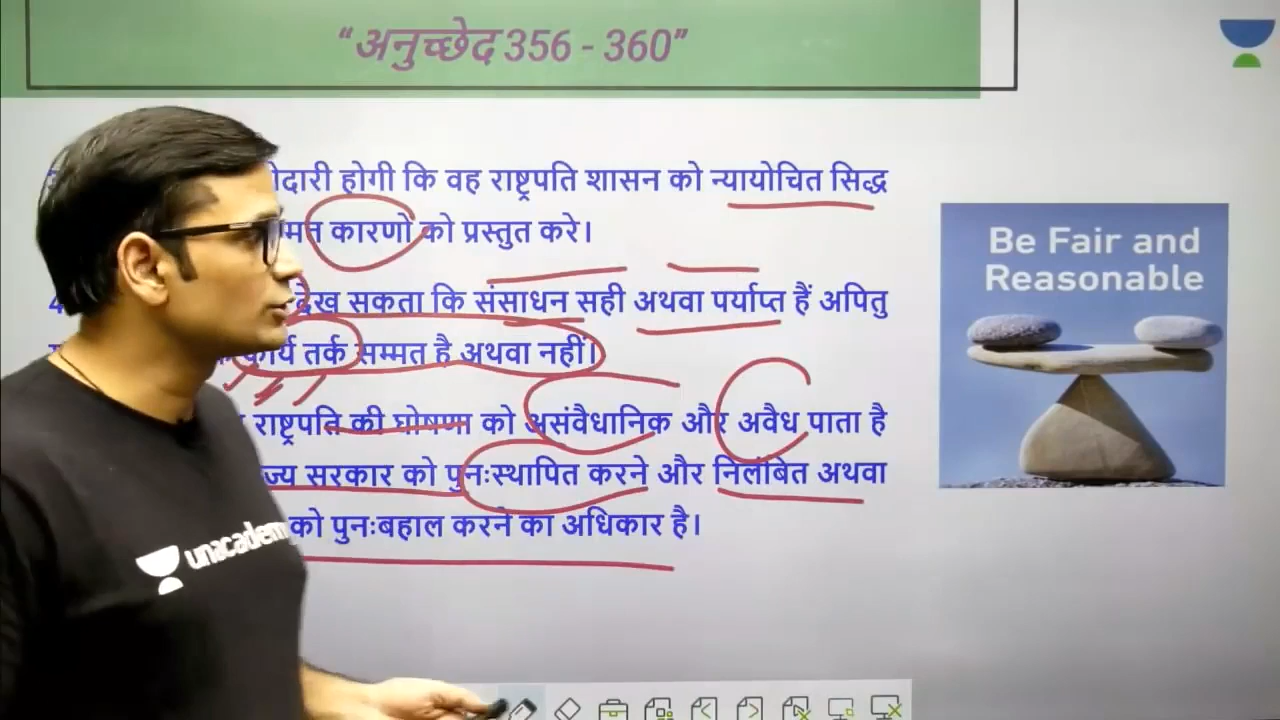 “अनुच्छेद 356 - 360”
होगी कि वह राष्ट्रपति शासन को न्यायोचित सिद्ध
कारणों को प्रस्तुत करे।
4
देख सकता कि संसाधन सही अथवा पर्याप्त हैं अपितु
कार्य तर्क सम्मत है अथवा नहीं।
राष्ट्रपति की घोषणा को असंवैधानिक और अवैध पाता है
सरकार को पुनःस्थापित करने और निलंबित अथवा
को पुनःबहाल करने का अधिकार है।
Be Fair and
Reasonable
unacademy